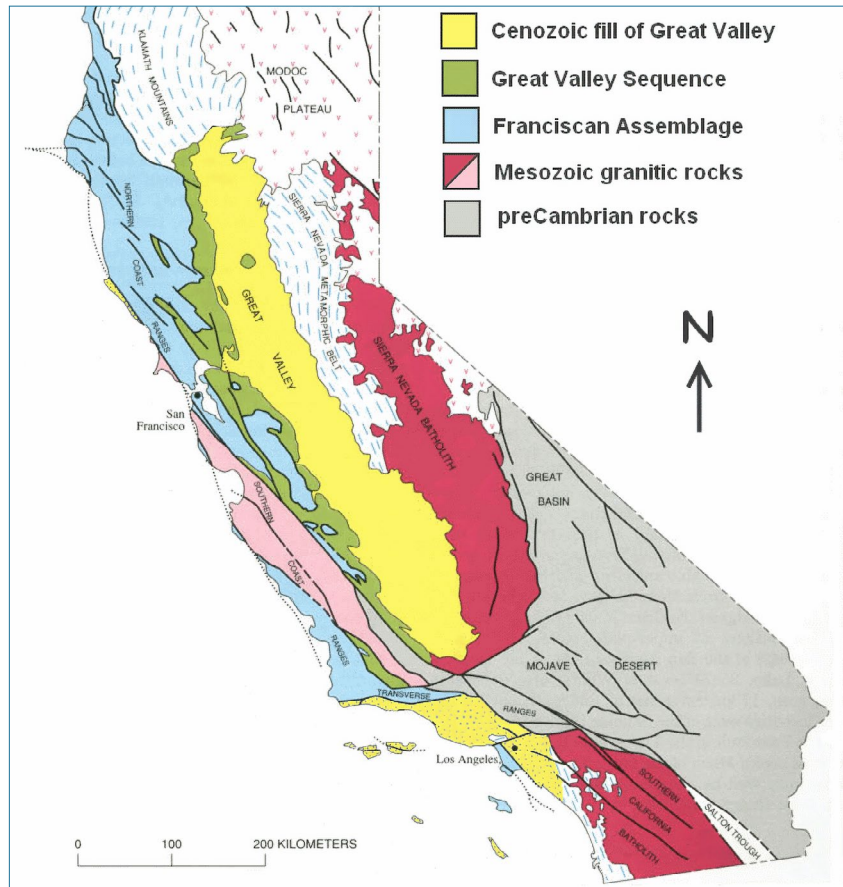 Cenozoic fill of Great Valley
Great Valley Sequence
Franciscan Assemblage
Mesozoic granitic rocks
preCambrian rocks
N
KLAMATH MOUNTAINS
MODOC
PLATEAU
NORTHERN
COAST
RANGES
GREAT
VALLEY
SIERRA NEVADA METAMORPHIC BELT
SIERRA NEVADA BATHOLITH
San
Francisco
GREAT
BASIN
SOUTHERN
COAST
RANGES
MOJAVE DESERT
TRANSVERSE
RANGES
Los Angeles
SOUTHERN
CALIFORNIA
BATHOLITH
SALTON TROUGH
0 100 200 KILOMETERS